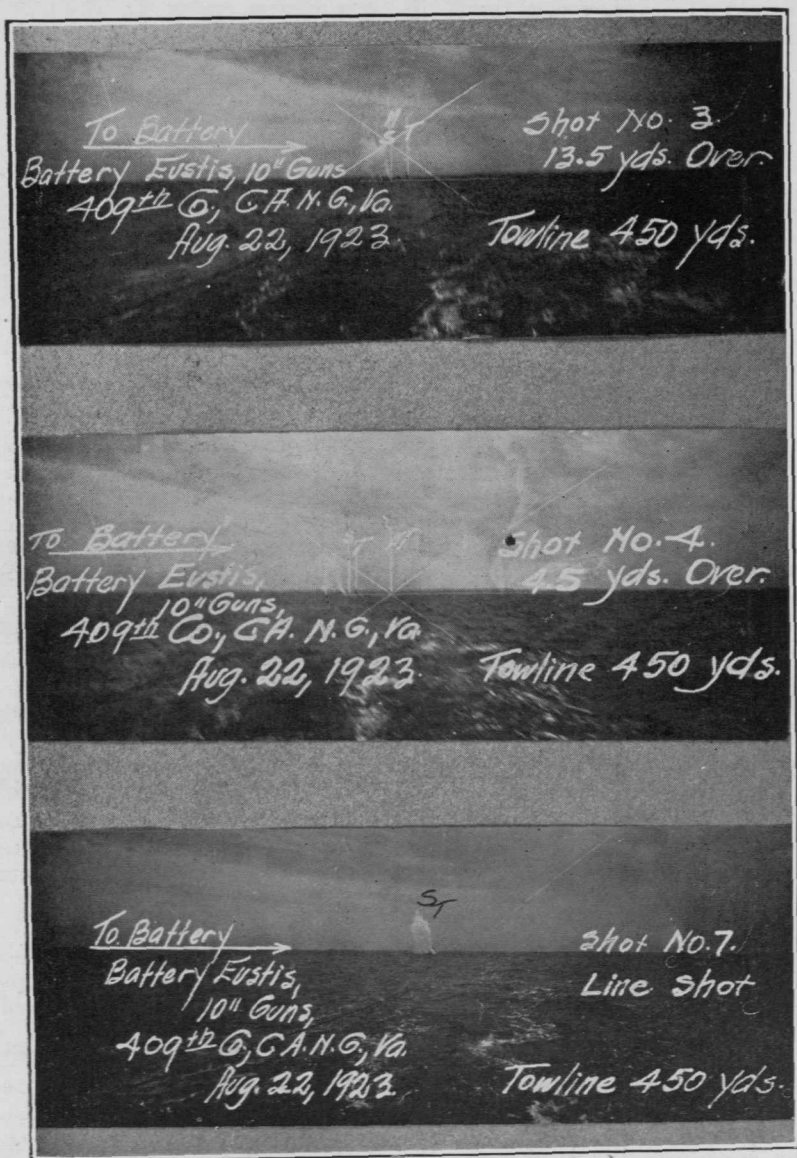 To Battery
Battery Eustis, 10" Guns
409th Co., C.A.N.G., Va.
Aug. 22, 1923
S T
Shot No. 3.
13.5 yds. Over.
Towline 450 yds.
To Battery
Battery Eustis,
10" Guns,
409th Co., C.A. N.G., Va.
Aug. 22, 1923.
Shot No. 4.
45 yds. Over.
Towline 450 yds.
To Battery
Battery Eustis,
10" Guns,
409th Co., C.A.N.G., Va.
Aug. 22, 1923
ST
Shot No. 7.
Line Shot
Towline 450 yds.